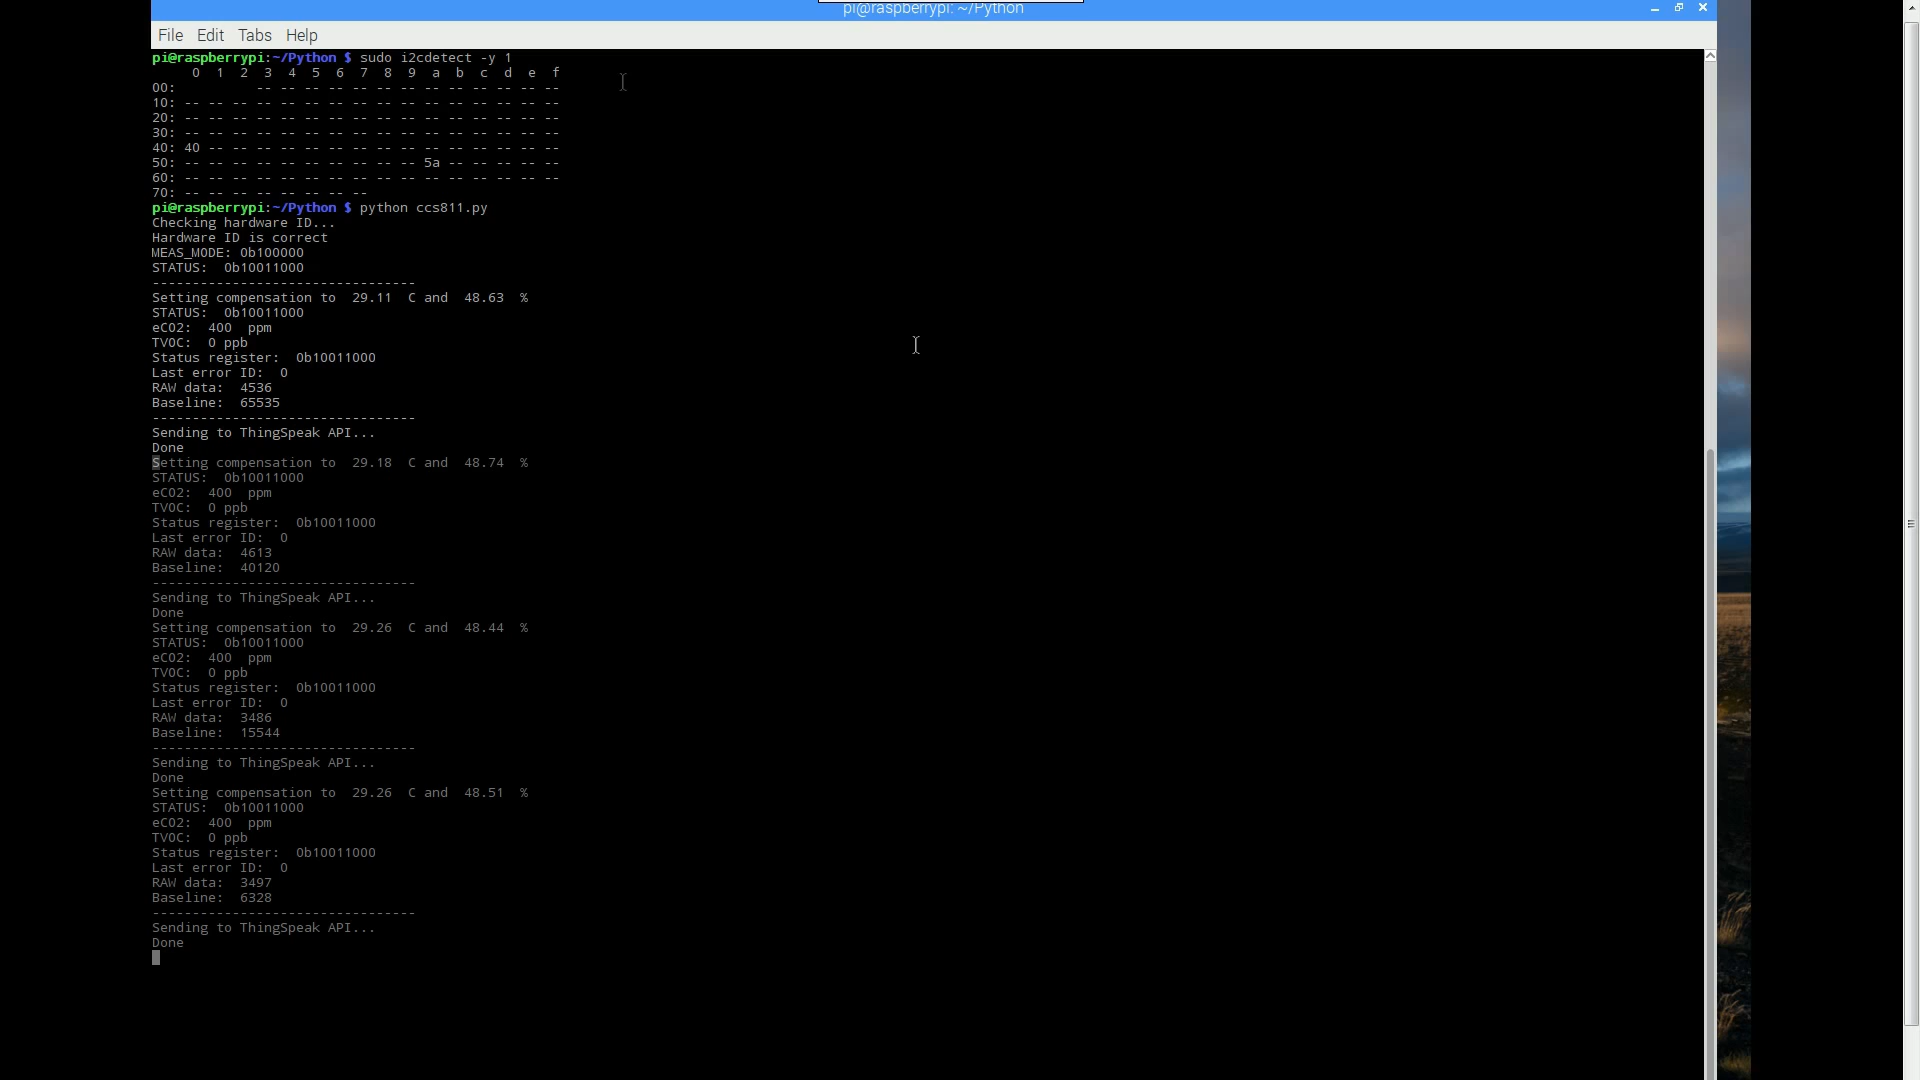 pi@raspberrypi: ~/Python
File Edit Tabs Help
pi@raspberrypi:~/Python $ sudo i2cdetect -y 1
     0  1  2  3  4  5  6  7  8  9  a  b  c  d  e  f
00:          -- -- -- -- -- -- -- -- -- -- -- -- --
10: -- -- -- -- -- -- -- -- -- -- -- -- -- -- -- --
20: -- -- -- -- -- -- -- -- -- -- -- -- -- -- -- --
30: -- -- -- -- -- -- -- -- -- -- -- -- -- -- -- --
40: 40 -- -- -- -- -- -- -- -- -- -- -- -- -- -- --
50: -- -- -- -- -- -- -- -- -- -- 5a -- -- -- -- --
60: -- -- -- -- -- -- -- -- -- -- -- -- -- -- -- --
70: -- -- -- -- -- -- -- --
pi@raspberrypi:~/Python $ python ccs811.py
Checking hardware ID...
Hardware ID is correct
MEAS_MODE: 0b100000
STATUS:  0b10011000
---------------------------------
Setting compensation to  29.11  C and  48.63  %
STATUS:  0b10011000
eCO2:  400  ppm
TVOC:  0 ppb
Status register:  0b10011000
Last error ID:  0
RAW data:  4536
Baseline:  65535
---------------------------------
Sending to ThingSpeak API...
Done
Setting compensation to  29.18  C and  48.74  %
STATUS:  0b10011000
eCO2:  400  ppm
TVOC:  0 ppb
Status register:  0b10011000
Last error ID:  0
RAW data:  4613
Baseline:  40120
---------------------------------
Sending to ThingSpeak API...
Done
Setting compensation to  29.26  C and  48.44  %
STATUS:  0b10011000
eCO2:  400  ppm
TVOC:  0 ppb
Status register:  0b10011000
Last error ID:  0
RAW data:  3486
Baseline:  15544
---------------------------------
Sending to ThingSpeak API...
Done
Setting compensation to  29.26  C and  48.51  %
STATUS:  0b10011000
eCO2:  400  ppm
TVOC:  0 ppb
Status register:  0b10011000
Last error ID:  0
RAW data:  3497
Baseline:  6328
---------------------------------
Sending to ThingSpeak API...
Done